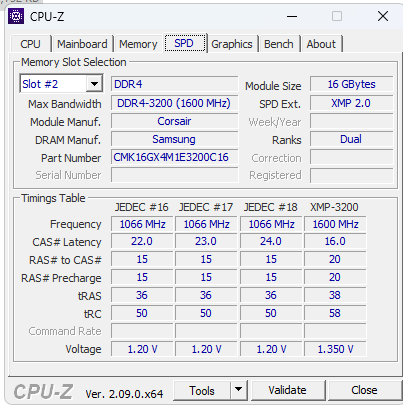 CPU-Z
CPU Mainboard Memory SPD Graphics Bench About
Memory Slot Selection
Slot #2 DDR4 Module Size 16 GBytes
Max Bandwidth DDR4-3200 (1600 MHz) SPD Ext. XMP 2.0
Module Manuf. Corsair Week/Year
DRAM Manuf. Samsung Ranks Dual
Part Number CMK16GX4M1E3200C16 Correction
Serial Number Registered
Timings Table
JEDEC #16 JEDEC #17 JEDEC #18 XMP-3200
Frequency 1066 MHz 1066 MHz 1066 MHz 1600 MHz
CAS# Latency 22.0 23.0 24.0 16.0
RAS# to CAS# 15 15 15 20
RAS# Precharge 15 15 15 20
tRAS 36 36 36 38
tRC 50 50 50 58
Command Rate
Voltage 1.20 V 1.20 V 1.20 V 1.350 V
CPU-Z Ver. 2.09.0.x64 Tools Validate Close